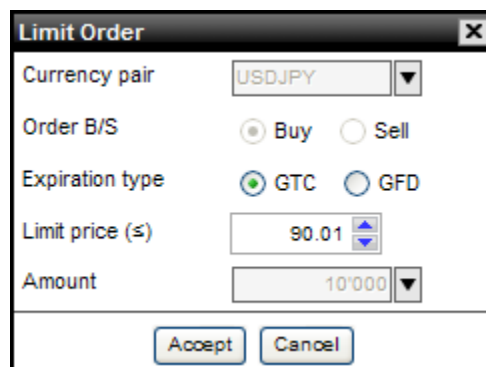 Limit Order
Currency pair USDJPY
Order B/S Buy Sell
Expiration type GTC GFD
Limit price (≤) 90.01
Amount 10'000
Accept Cancel